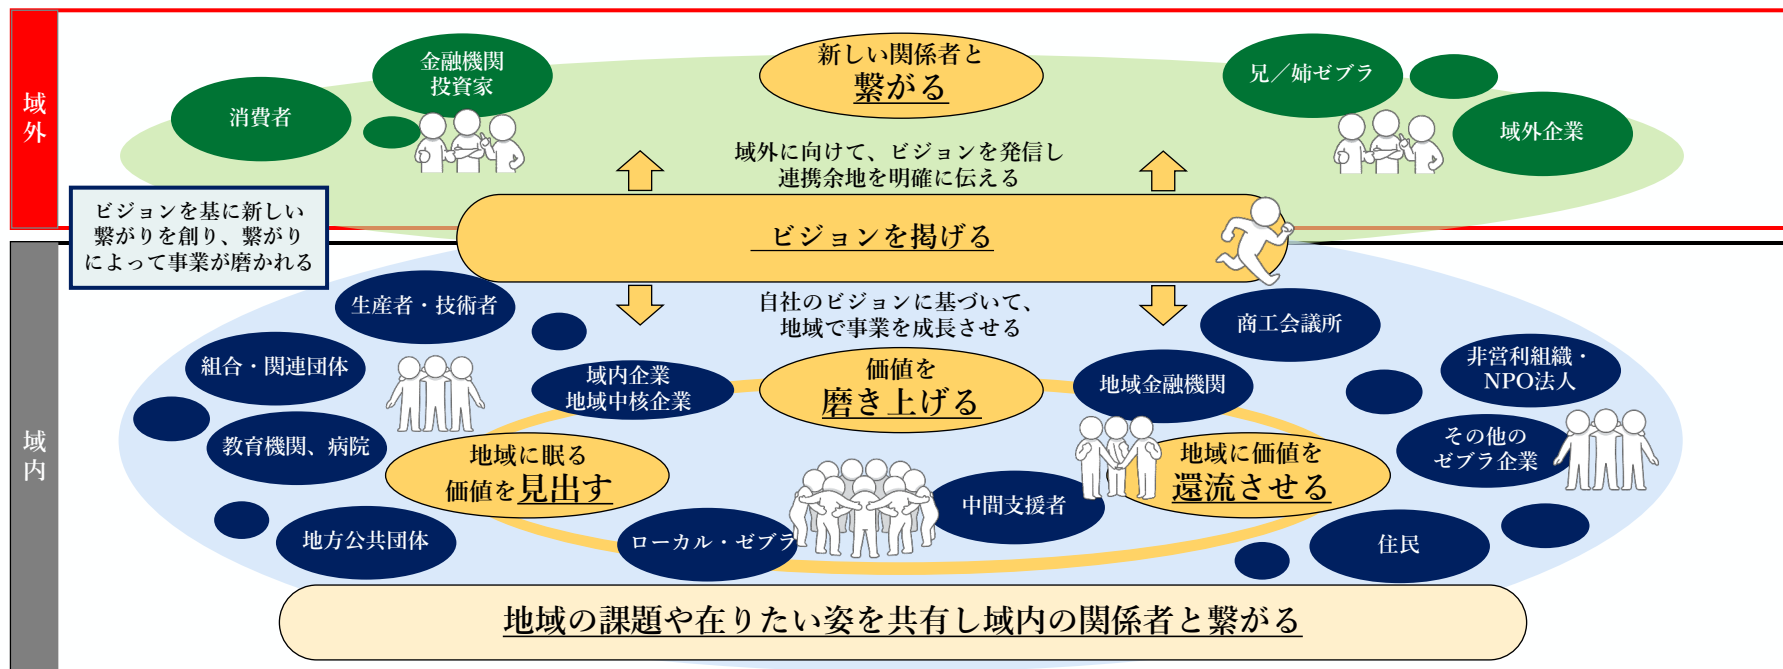 域外
消費者
金融機関
投資家
新しい関係者と
繋がる
兄／姉ゼブラ
域外企業
域外に向けて、ビジョンを発信し
連携余地を明確に伝える
ビジョンを基に新しい
繋がりを創り、繋がり
によって事業が磨かれる
ビジョンを掲げる
域内
自社のビジョンに基づいて、
地域で事業を成長させる
生産者・技術者
組合・関連団体
教育機関、病院
地方公共団体
域内企業
地域中核企業
価値を
磨き上げる
地域金融機関
商工会議所
非営利組織・
NPO法人
その他の
ゼブラ企業
地域に眠る
価値を見出す
地域に価値を
還流させる
ローカル・ゼブラ
中間支援者
住民
地域の課題や在りたい姿を共有し域内の関係者と繋がる